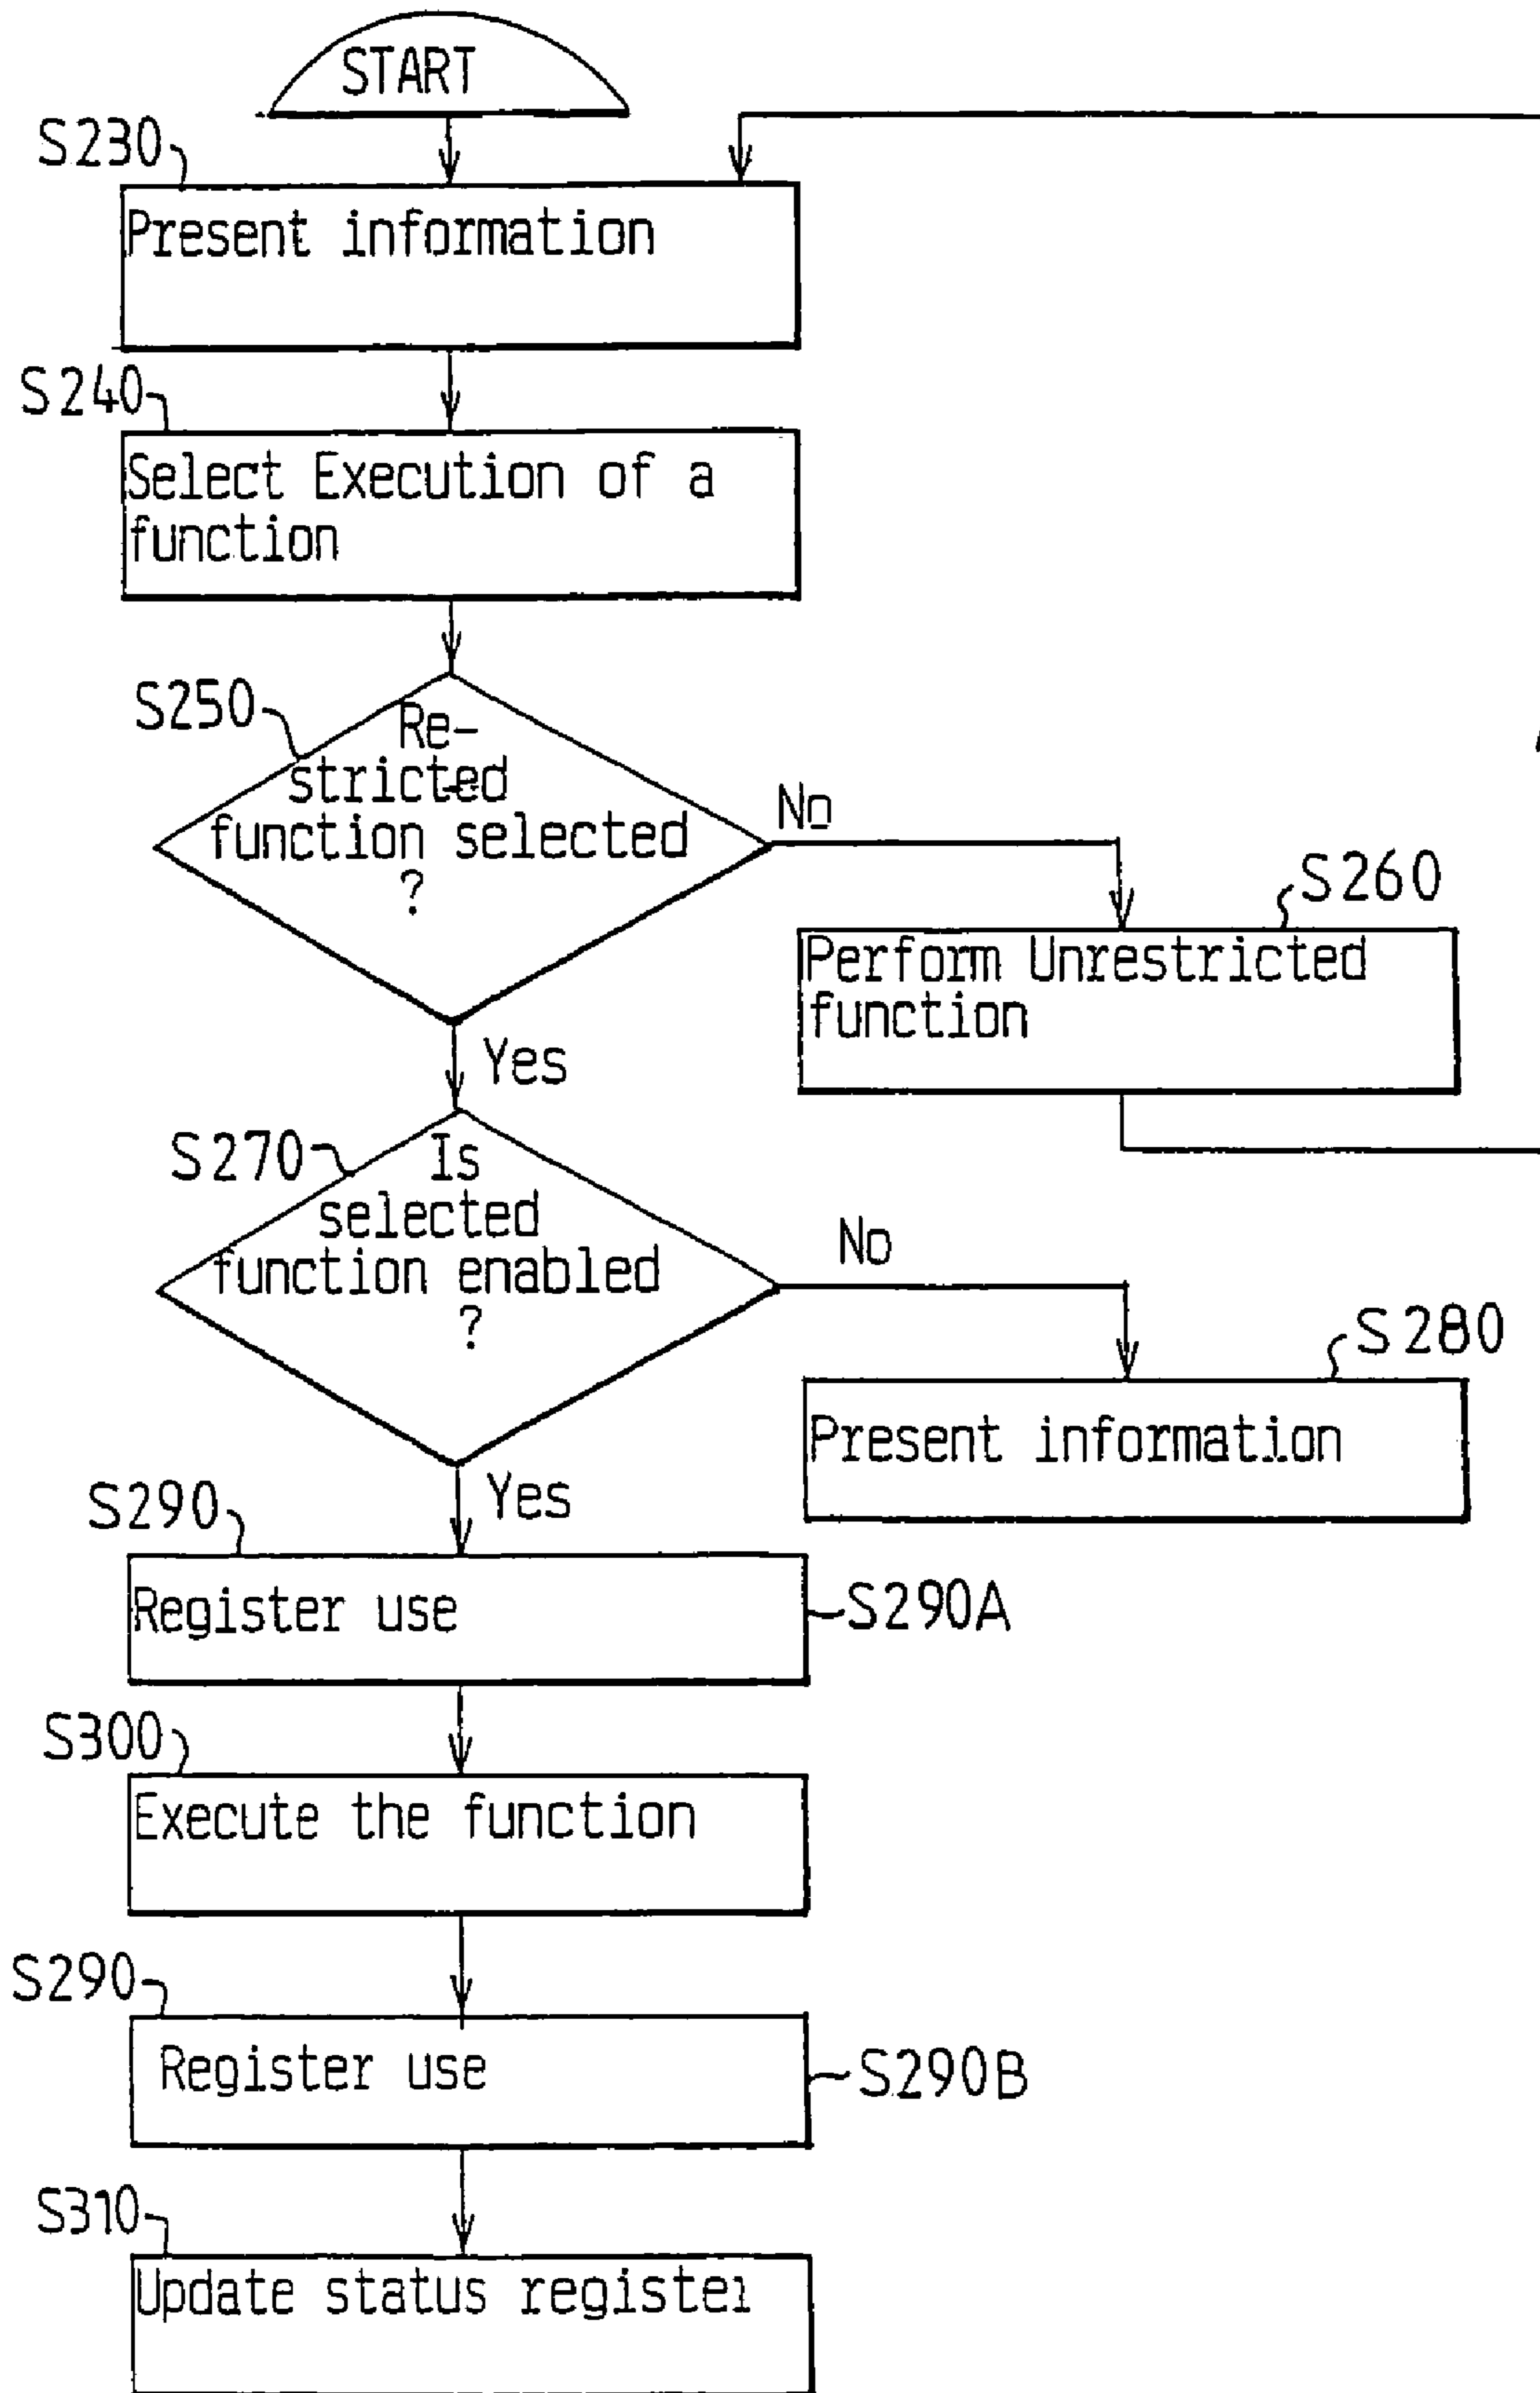 START
S230
Present information
S240
Select Execution of a
function
S250
Re-
stricted
function selected
?
No
S260
Perform Unrestricted
function
Yes
S270
Is
selected
function enabled
?
No
S280
Present information
Yes
S290
Register use
S290A
S300
Execute the function
S290
Register use
S290B
S310
Update status register